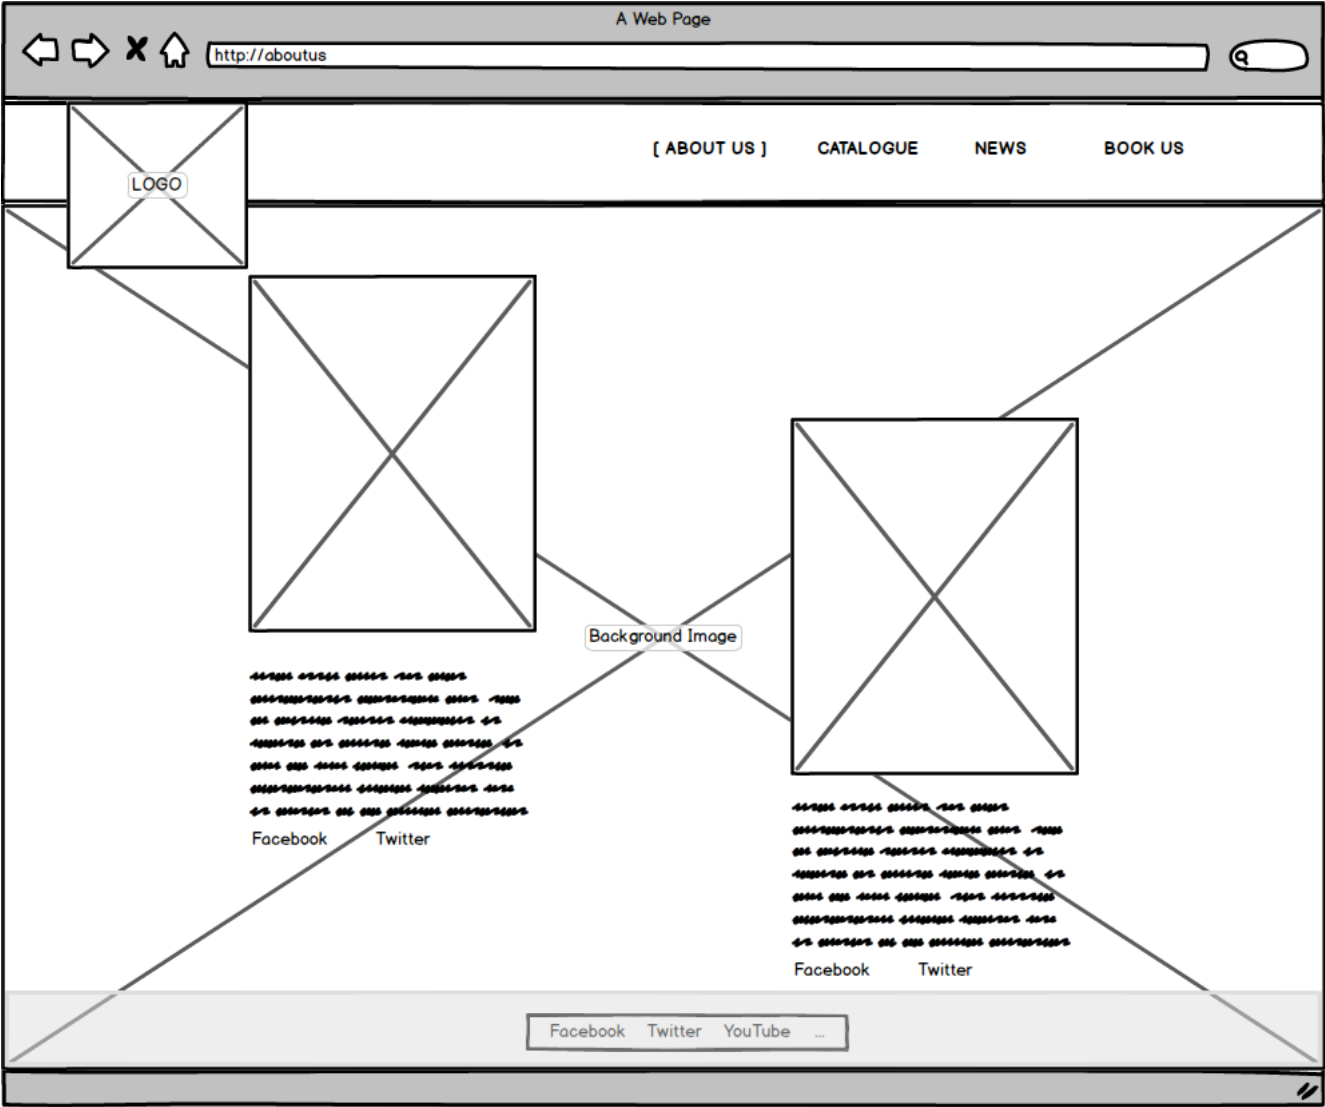 A Web Page
http://aboutus
[ ABOUT US ] CATALOGUE NEWS BOOK US
LOGO
Background Image
Facebook Twitter
Facebook Twitter
Facebook Twitter YouTube ...